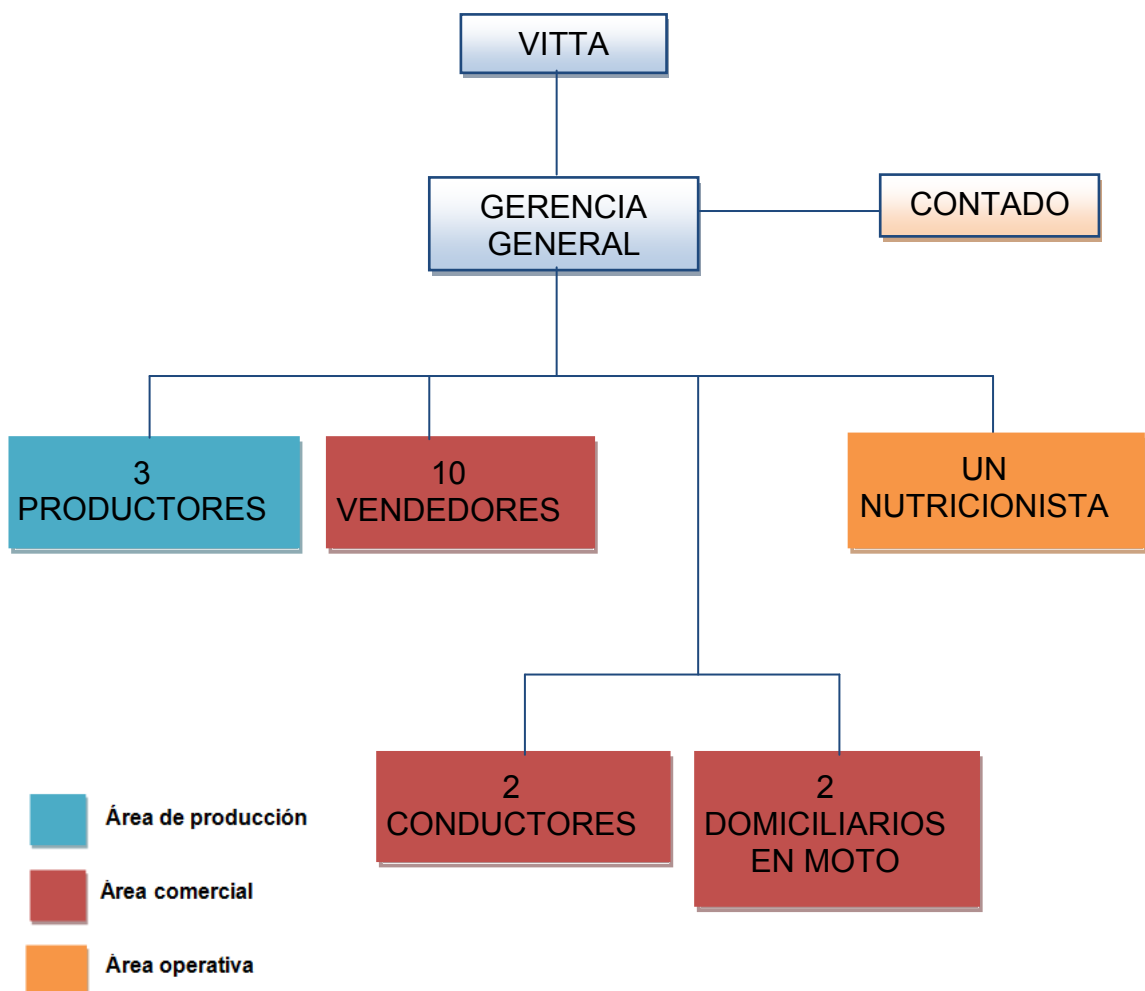 VITTA
GERENCIA
GENERAL
CONTADO
3
PRODUCTORES
10
VENDEDORES
UN
NUTRICIONISTA
2
CONDUCTORES
2
DOMICILIARIOS
EN MOTO
Área de producción
Área comercial
Área operativa